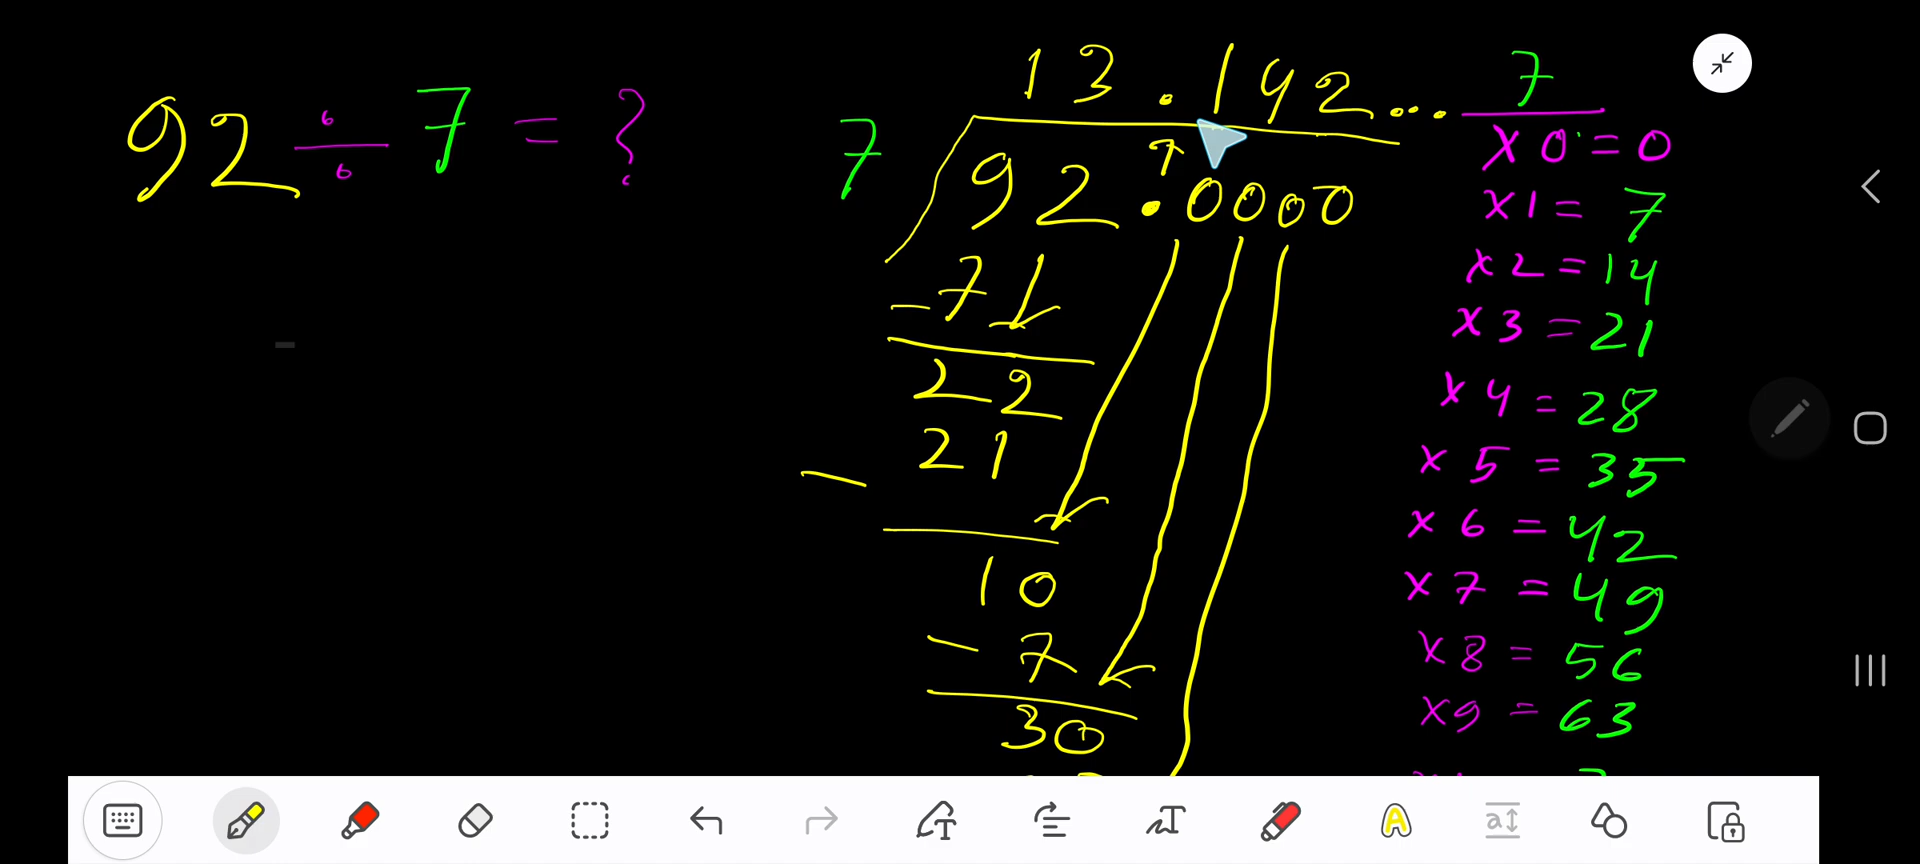 92 ÷ 7 = ?
13.142...
7
92.0000
-7
22
- 21
10
- 7
30
7
x0=0
x1=7
x2=14
x3=21
x4=28
x5=35
x6=42
x7=49
x8=56
x9=63